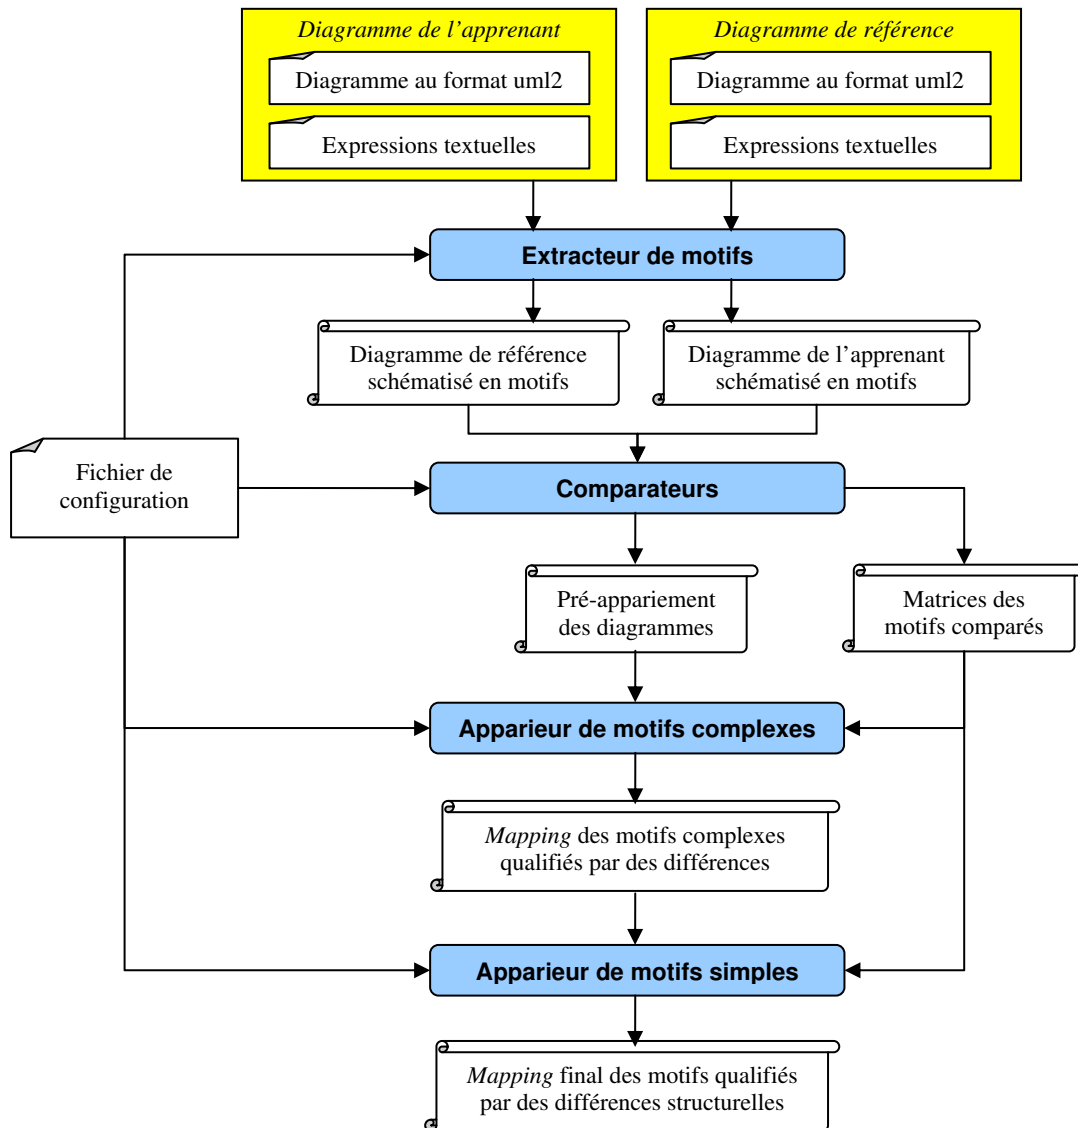 Diagramme de l’apprenant
Diagramme au format uml2
Expressions textuelles
Diagramme de référence
Diagramme au format uml2
Expressions textuelles
Extracteur de motifs
Diagramme de référence
schématisé en motifs
Diagramme de l’apprenant
schématisé en motifs
Fichier de
configuration
Comparateurs
Pré-appariement
des diagrammes
Matrices des
motifs comparés
Apparieur de motifs complexes
Mapping des motifs complexes
qualifiés par des différences
Apparieur de motifs simples
Mapping final des motifs qualifiés
par des différences structurelles